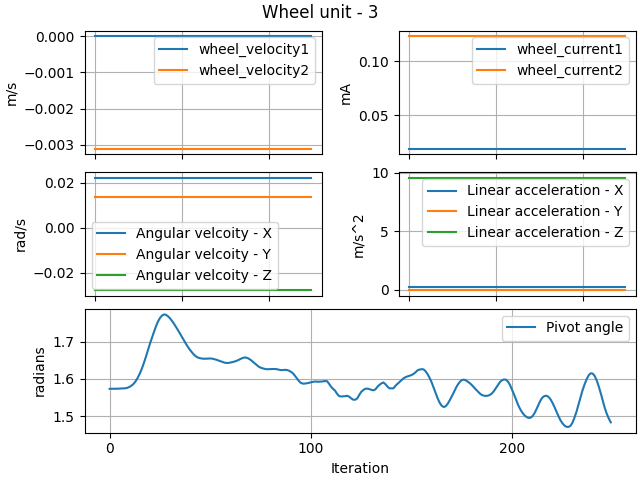 Wheel unit - 3
0.000
−0.001
−0.002
−0.003
m/s
wheel_velocity1
wheel_velocity2
0.10
0.05
mA
wheel_current1
wheel_current2
0.02
0.00
−0.02
rad/s
Angular velcoity - X
Angular velcoity - Y
Angular velcoity - Z
10
5
0
m/s^2
Linear acceleration - X
Linear acceleration - Y
Linear acceleration - Z
1.7
1.6
1.5
radians
Pivot angle
0
100
200
Iteration